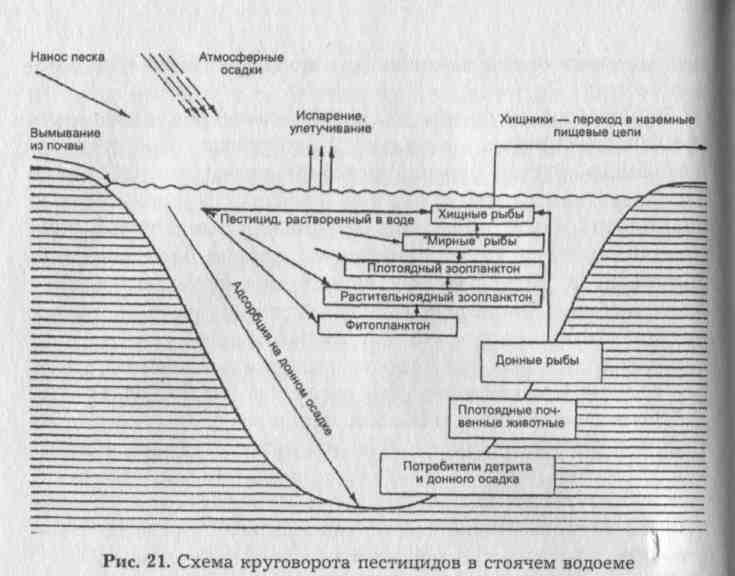 Нанос песка
Атмосферные
осадки
Испарение,
улетучивание
Хищники — переход в наземные
пищевые цепи
Вымывание
из почвы
Пестицид, растворенный в воде
Хищные рыбы
"Мирные" рыбы
Плотоядный зоопланктон
Растительноядный зоопланктон
Фитопланктон
Адсорбция на донном осадке
Донные рыбы
Плотоядные поч-
венные животные
Потребители детрита
и донного осадка
Рис. 21. Схема круговорота пестицидов в стоячем водоеме